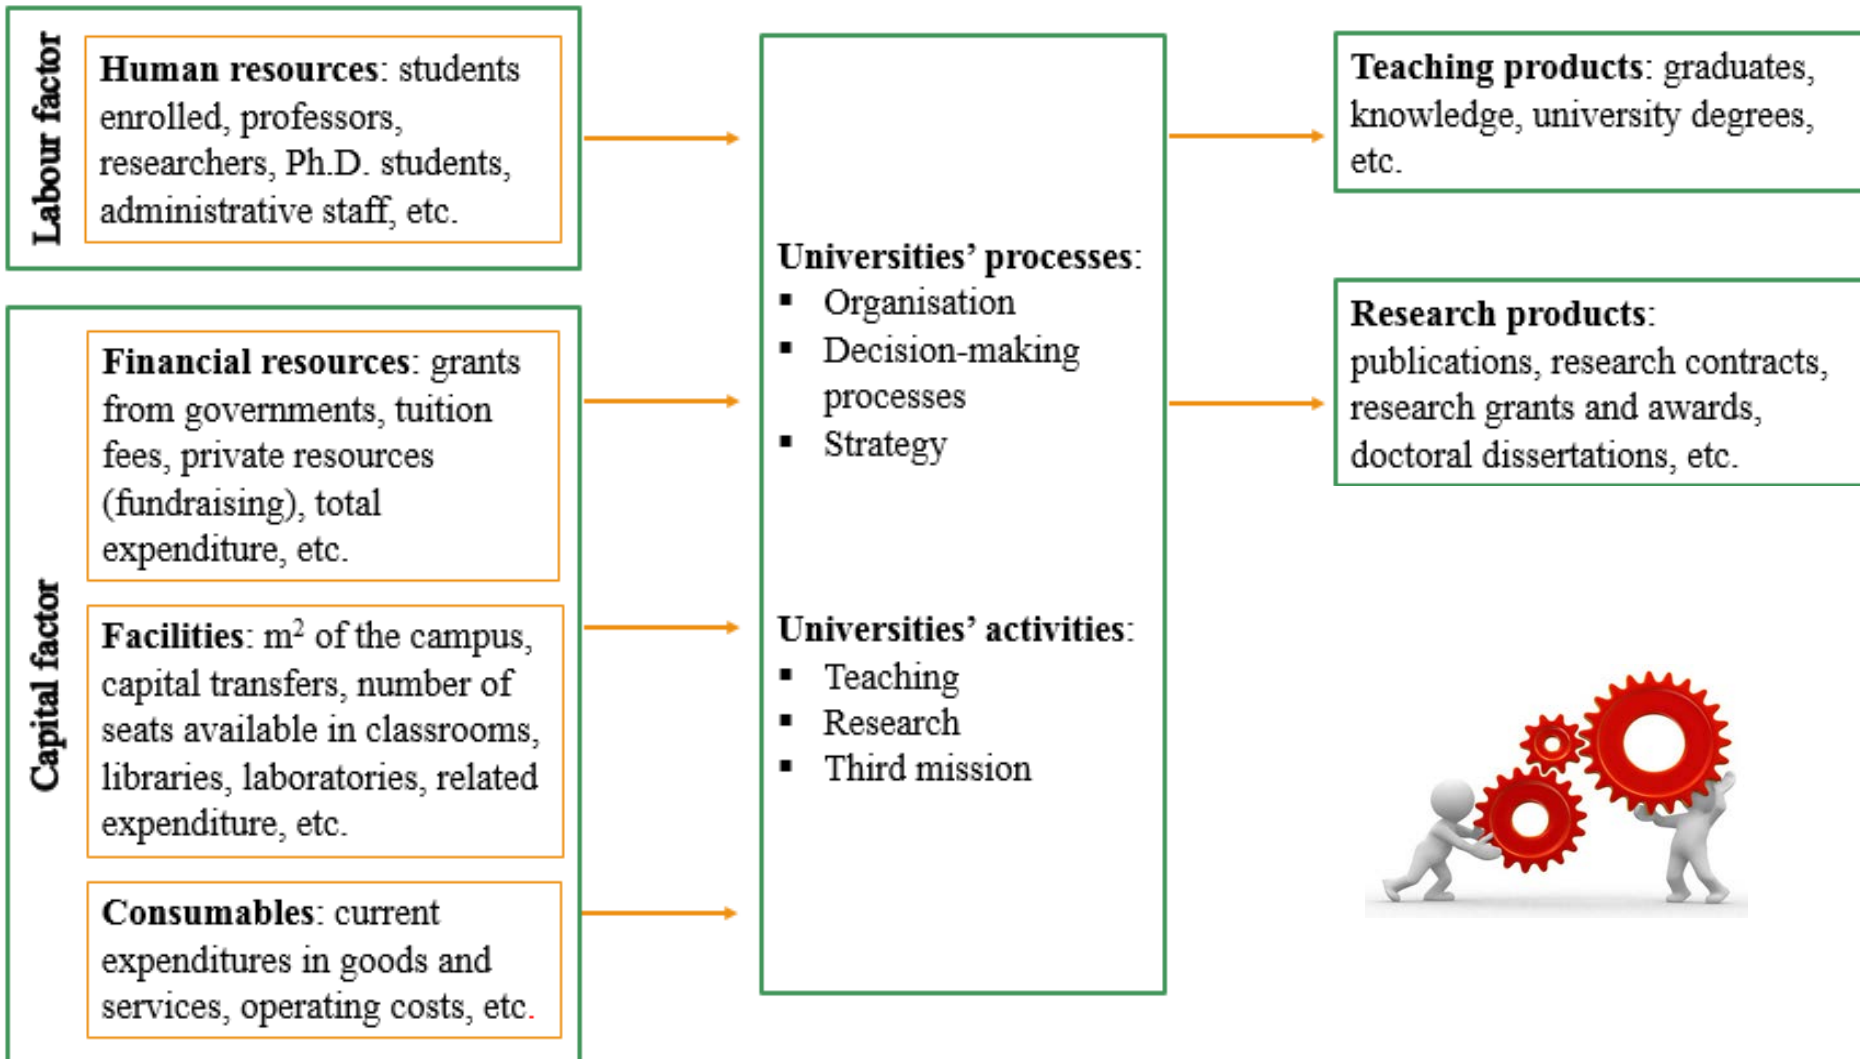 Labour factor
Human resources: students
enrolled, professors,
researchers, Ph.D. students,
administrative staff, etc.
Capital factor
Financial resources: grants
from governments, tuition
fees, private resources
(fundraising), total
expenditure, etc.
Facilities: m² of the campus,
capital transfers, number of
seats available in classrooms,
libraries, laboratories, related
expenditure, etc.
Consumables: current
expenditures in goods and
services, operating costs, etc.
Universities’ processes:
▪ Organisation
▪ Decision-making
processes
▪ Strategy
Universities’ activities:
▪ Teaching
▪ Research
▪ Third mission
Teaching products: graduates,
knowledge, university degrees,
etc.
Research products:
publications, research contracts,
research grants and awards,
doctoral dissertations, etc.